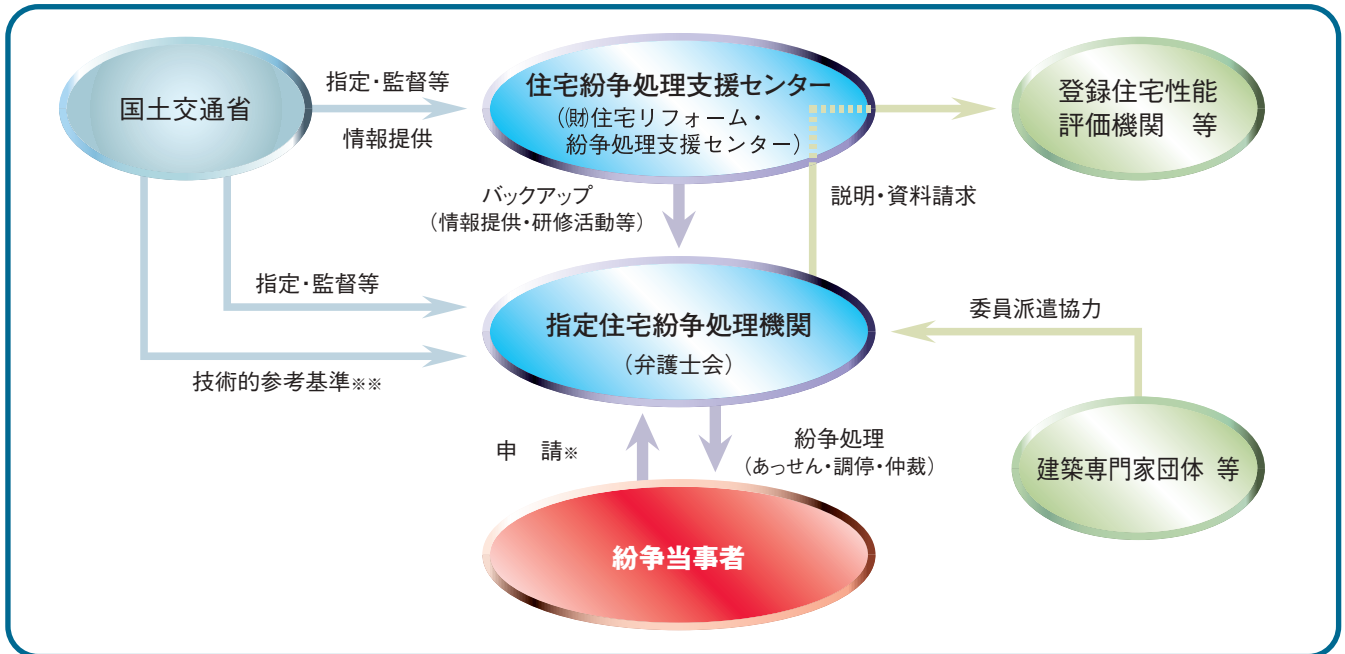 国土交通省
指定・監督等
情報提供
住宅紛争処理支援センター
(㈶住宅リフォーム・
紛争処理支援センター)
登録住宅性能
評価機関 等
バックアップ
(情報提供・研修活動等)
説明・資料請求
指定・監督等
技術的参考基準※※
指定住宅紛争処理機関
(弁護士会)
委員派遣協力
申 請※
紛争処理
(あっせん・調停・仲裁)
建築専門家団体 等
紛争当事者